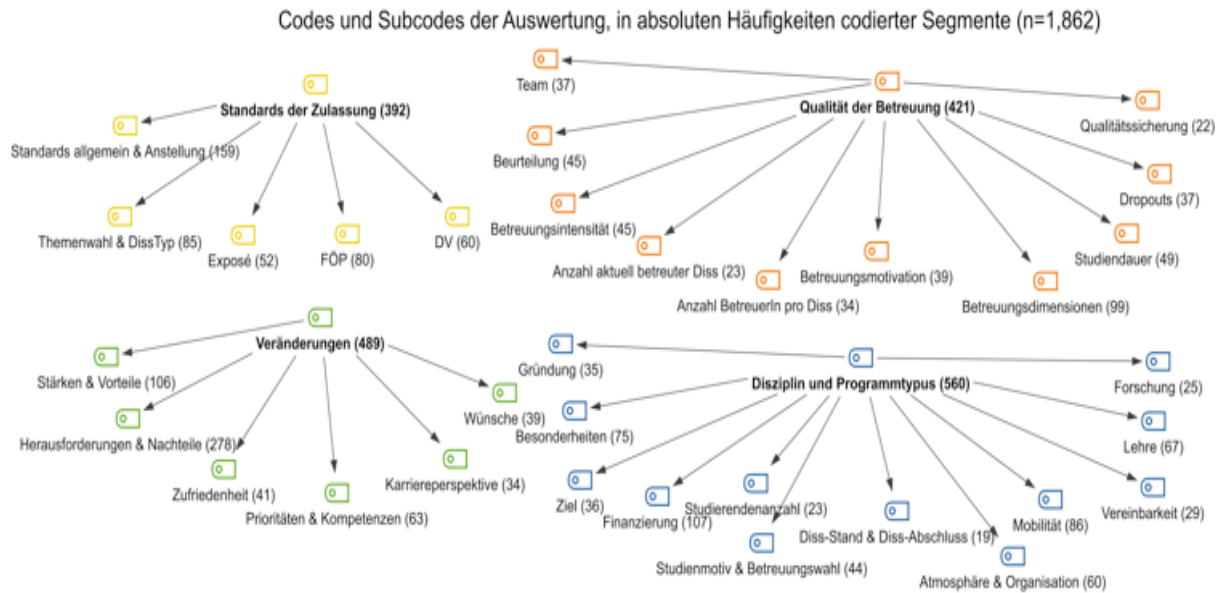 Codes und Subcodes der Auswertung, in absoluten Häufigkeiten codierter Segmente (n=1,862)
Standards der Zulassung (392)
Standards allgemein & Anstellung (159)
Themenwahl & DissTyp (85)
Exposé (52)
FÖP (80)
DV (60)
Qualität der Betreuung (421)
Team (37)
Beurteilung (45)
Betreuungsintensität (45)
Anzahl aktuell betreuter Diss (23)
Anzahl BetreuerIn pro Diss (34)
Betreuungsmotivation (39)
Betreuungsdimensionen (99)
Studiendauer (49)
Dropouts (37)
Qualitätssicherung (22)
Veränderungen (489)
Stärken & Vorteile (106)
Herausforderungen & Nachteile (278)
Zufriedenheit (41)
Prioritäten & Kompetenzen (63)
Karriereperspektive (34)
Wünsche (39)
Disziplin und Programmtypus (560)
Gründung (35)
Besonderheiten (75)
Ziel (36)
Finanzierung (107)
Studierendenanzahl (23)
Studienmotiv & Betreuungswahl (44)
Diss-Stand & Diss-Abschluss (19)
Atmosphäre & Organisation (60)
Mobilität (86)
Vereinbarkeit (29)
Lehre (67)
Forschung (25)